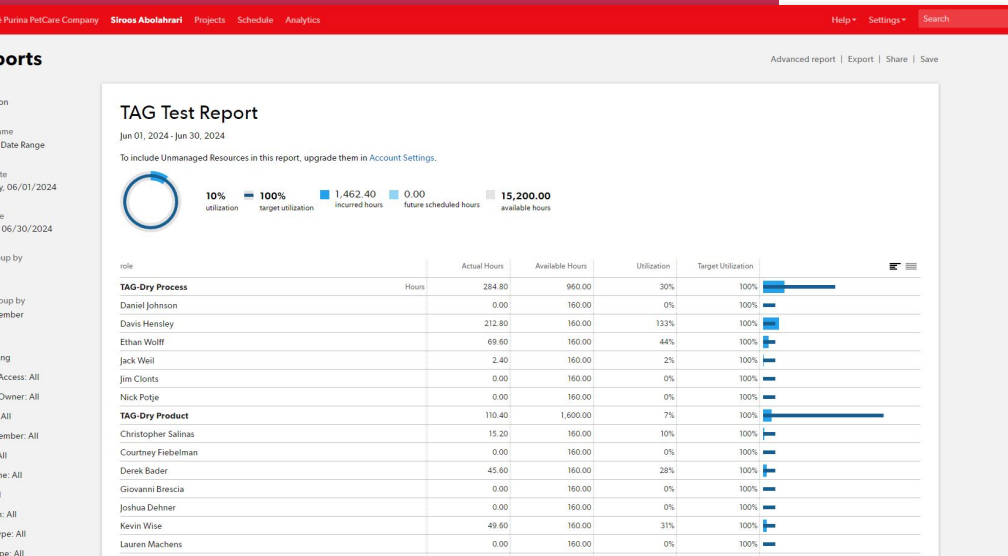 é Purina PetCare Company Siroos Abolahrari Projects Schedule Analytics Help Settings Search
ports
Advanced report | Export | Share | Save
on
TAG Test Report
Jun 01, 2024 - Jun 30, 2024
ame
Date Range
To include Unmanaged Resources in this report, upgrade them in Account Settings.
te
y, 06/01/2024
10% 100% 1,462.40 0.00 15,200.00
utilization target utilization incurred hours future scheduled hours available hours
e
06/30/2024
oup by
role Actual Hours Available Hours Utilization Target Utilization
TAG-Dry Process Hours 284.80 960.00 30% 100%
oup by
Daniel Johnson 0.00 160.00 0% 100%
ember
Davis Hensley 212.80 160.00 133% 100%
Ethan Wolff 69.60 160.00 44% 100%
ng
Jack Weil 2.40 160.00 2% 100%
Access: All
Jim Clonts 0.00 160.00 0% 100%
Owner: All
Nick Potje 0.00 160.00 0% 100%
All
TAG-Dry Product 110.40 1,600.00 7% 100%
ember: All
Christopher Salinas 15.20 160.00 10% 100%
All
Courtney Fiebelman 0.00 160.00 0% 100%
me: All
Derek Bader 45.60 160.00 28% 100%
Giovanni Brescia 0.00 160.00 0% 100%
Joshua Dehner 0.00 160.00 0% 100%
n: All
Kevin Wise 49.60 160.00 31% 100%
ype: All
Lauren Machens 0.00 160.00 0% 100%
pe: All